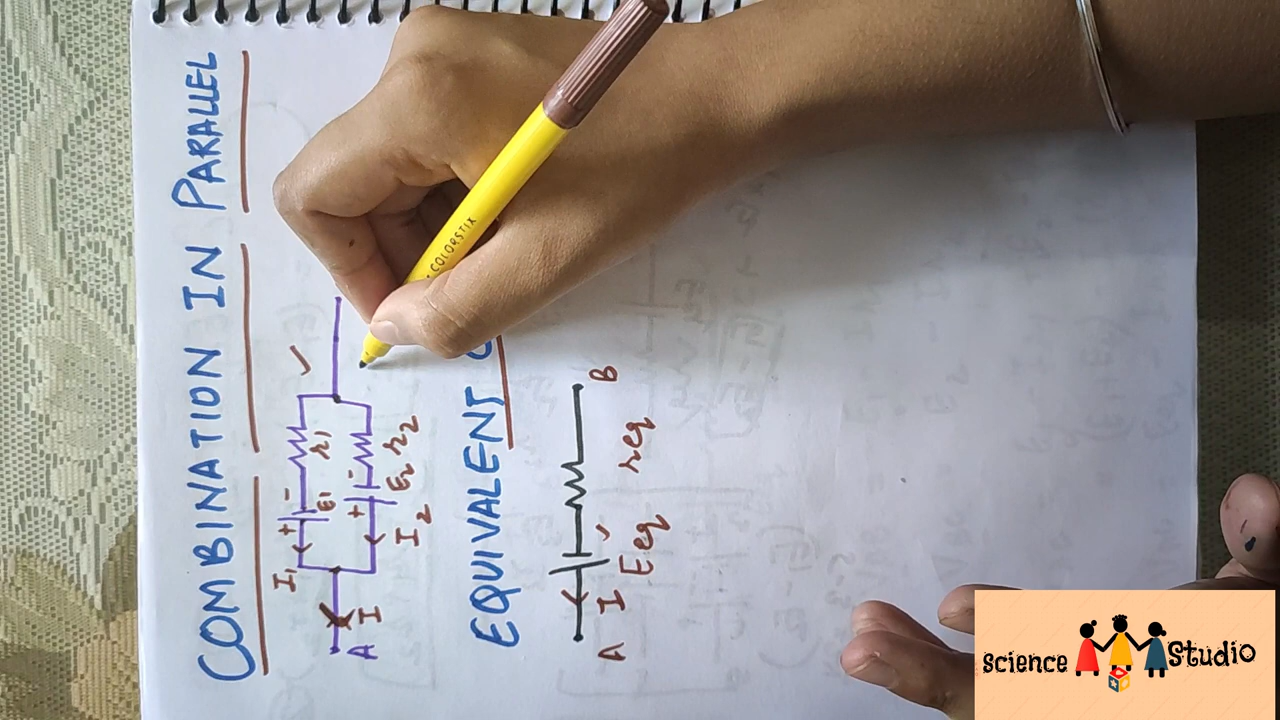 COMBINATION IN PARALLEL
I₁ + - E₁ r₁
+ - E₂ r₂
I₂
A I
EQUIVALENT
A I Eeq req B
COLORSTIX
Science Studio